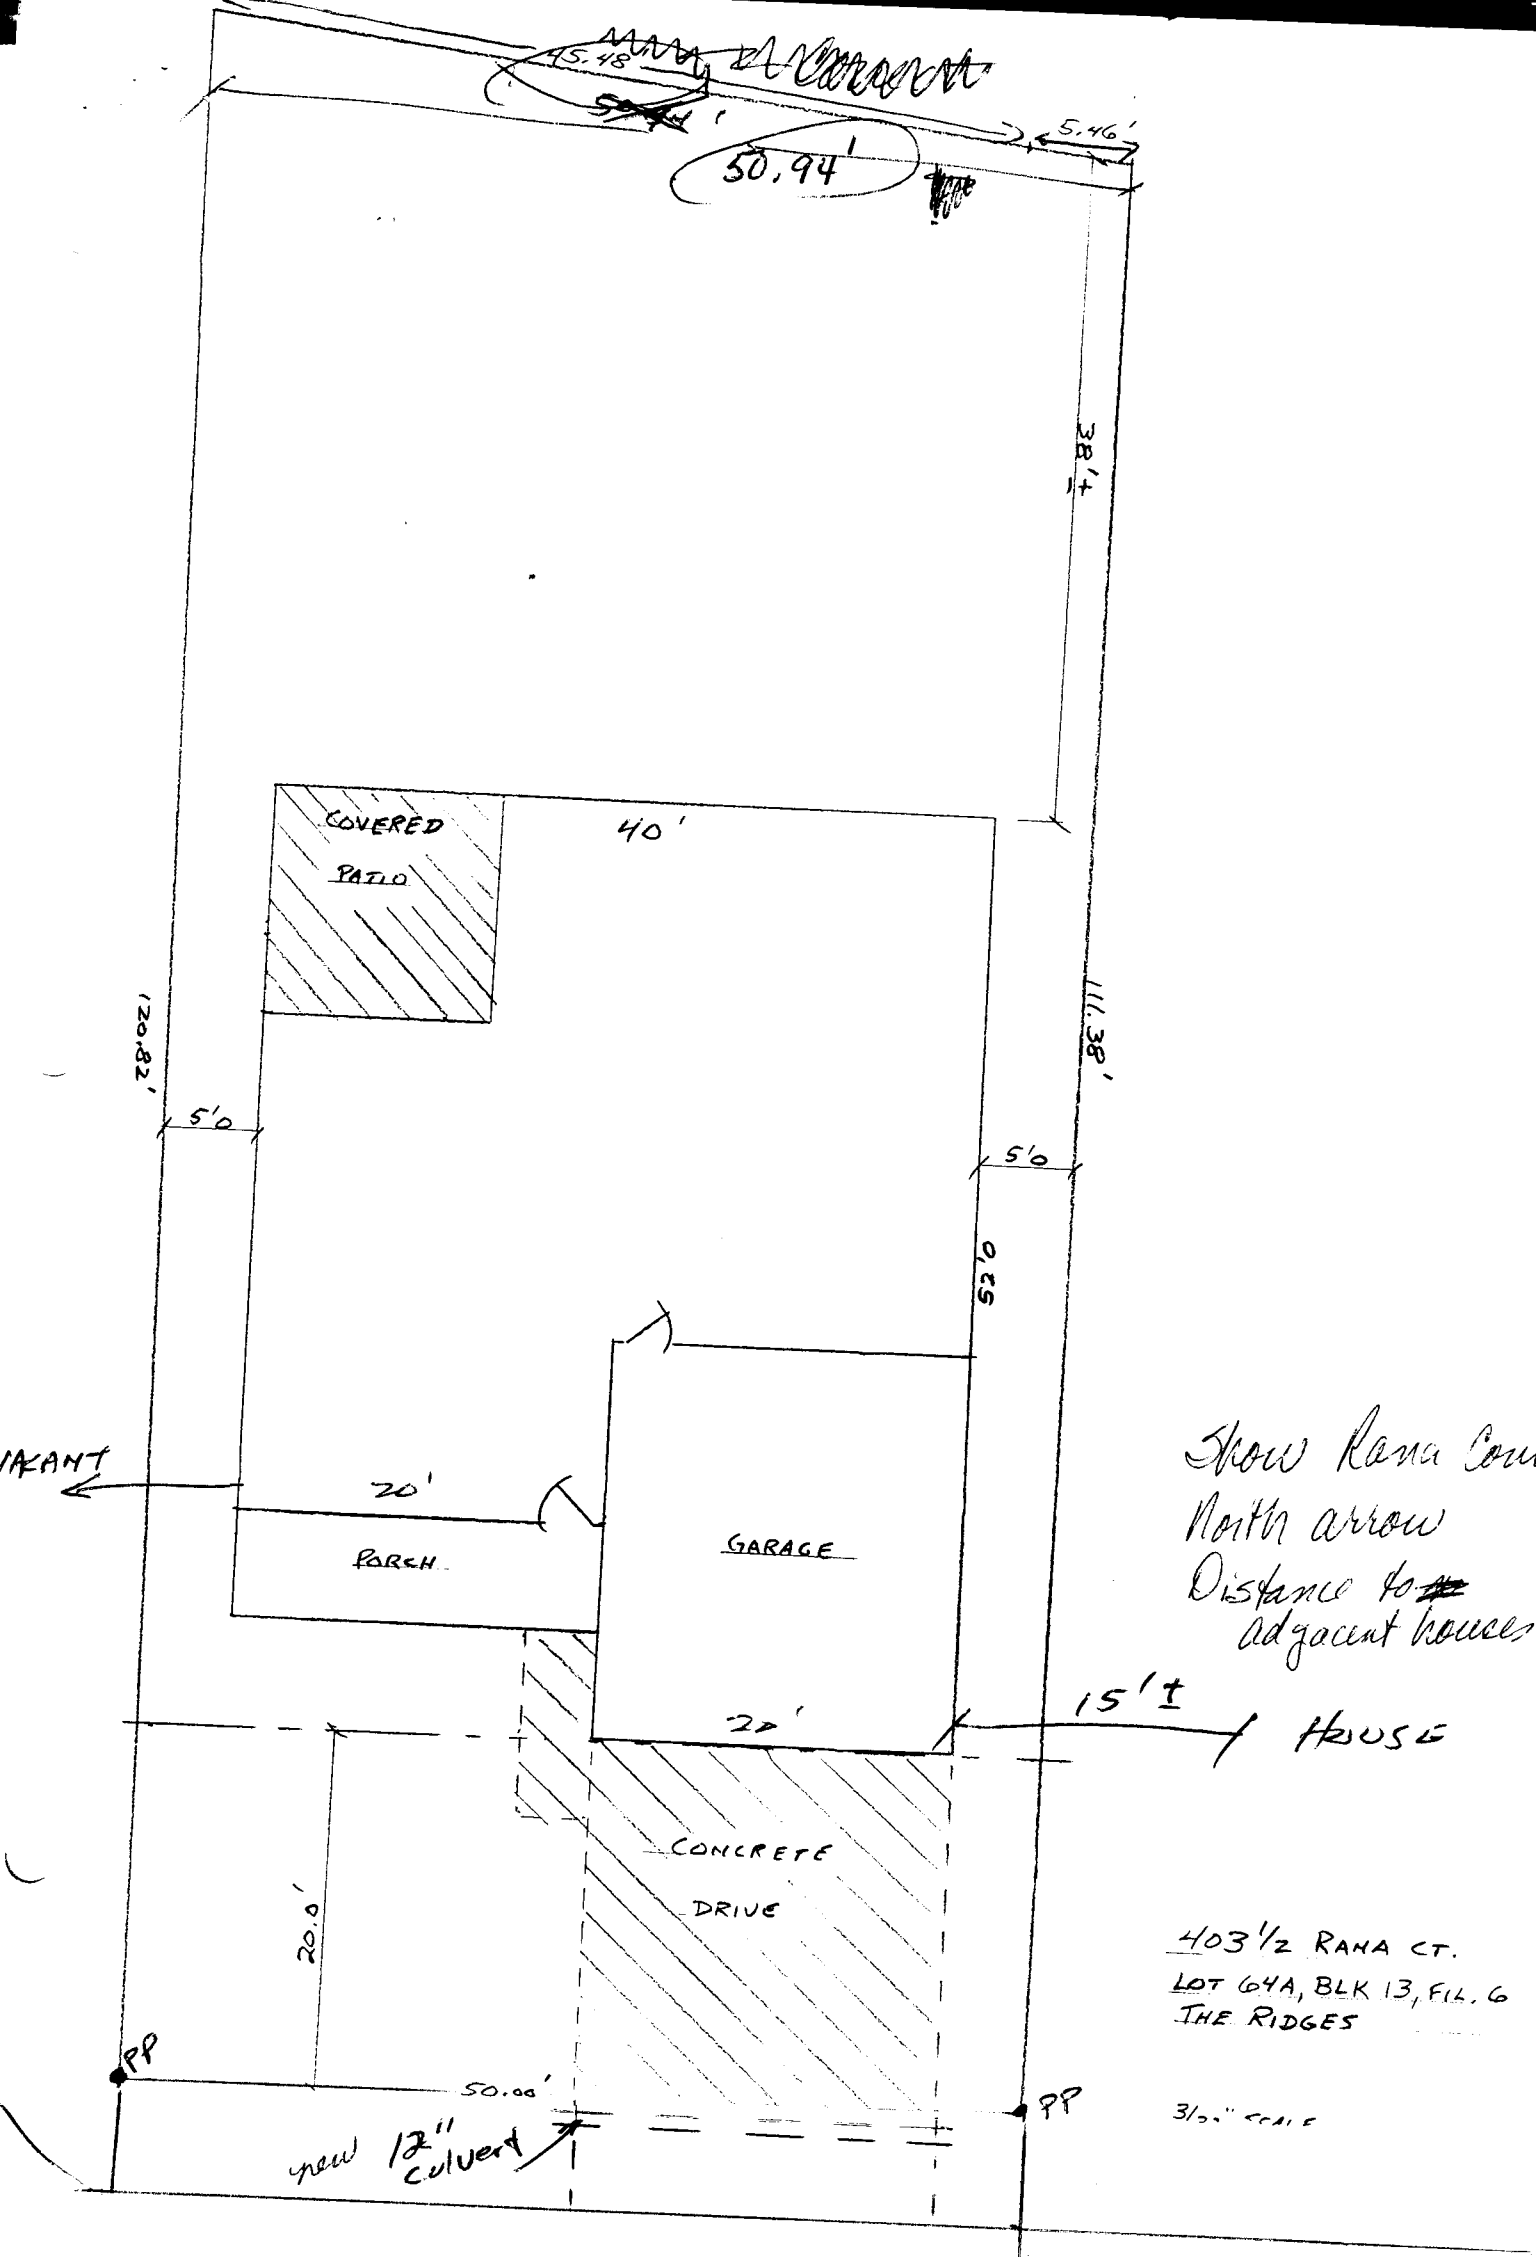 45.48
5.46'
50.94'
38'±
COVERED
PATIO
40'
120.82'
111.38'
5'0
5'0
53'0
VACANT
20'
PORCH
GARAGE
Show Rana Cou
North arrow
Distance to
adjacent houses
15'±
HOUSE
20'
CONCRETE
DRIVE
20.0'
403 1/2 RANA CT.
LOT 64A, BLK 13, FIL. 6
THE RIDGES
PP
50.00'
PP
new 12"
culvert
SCALE